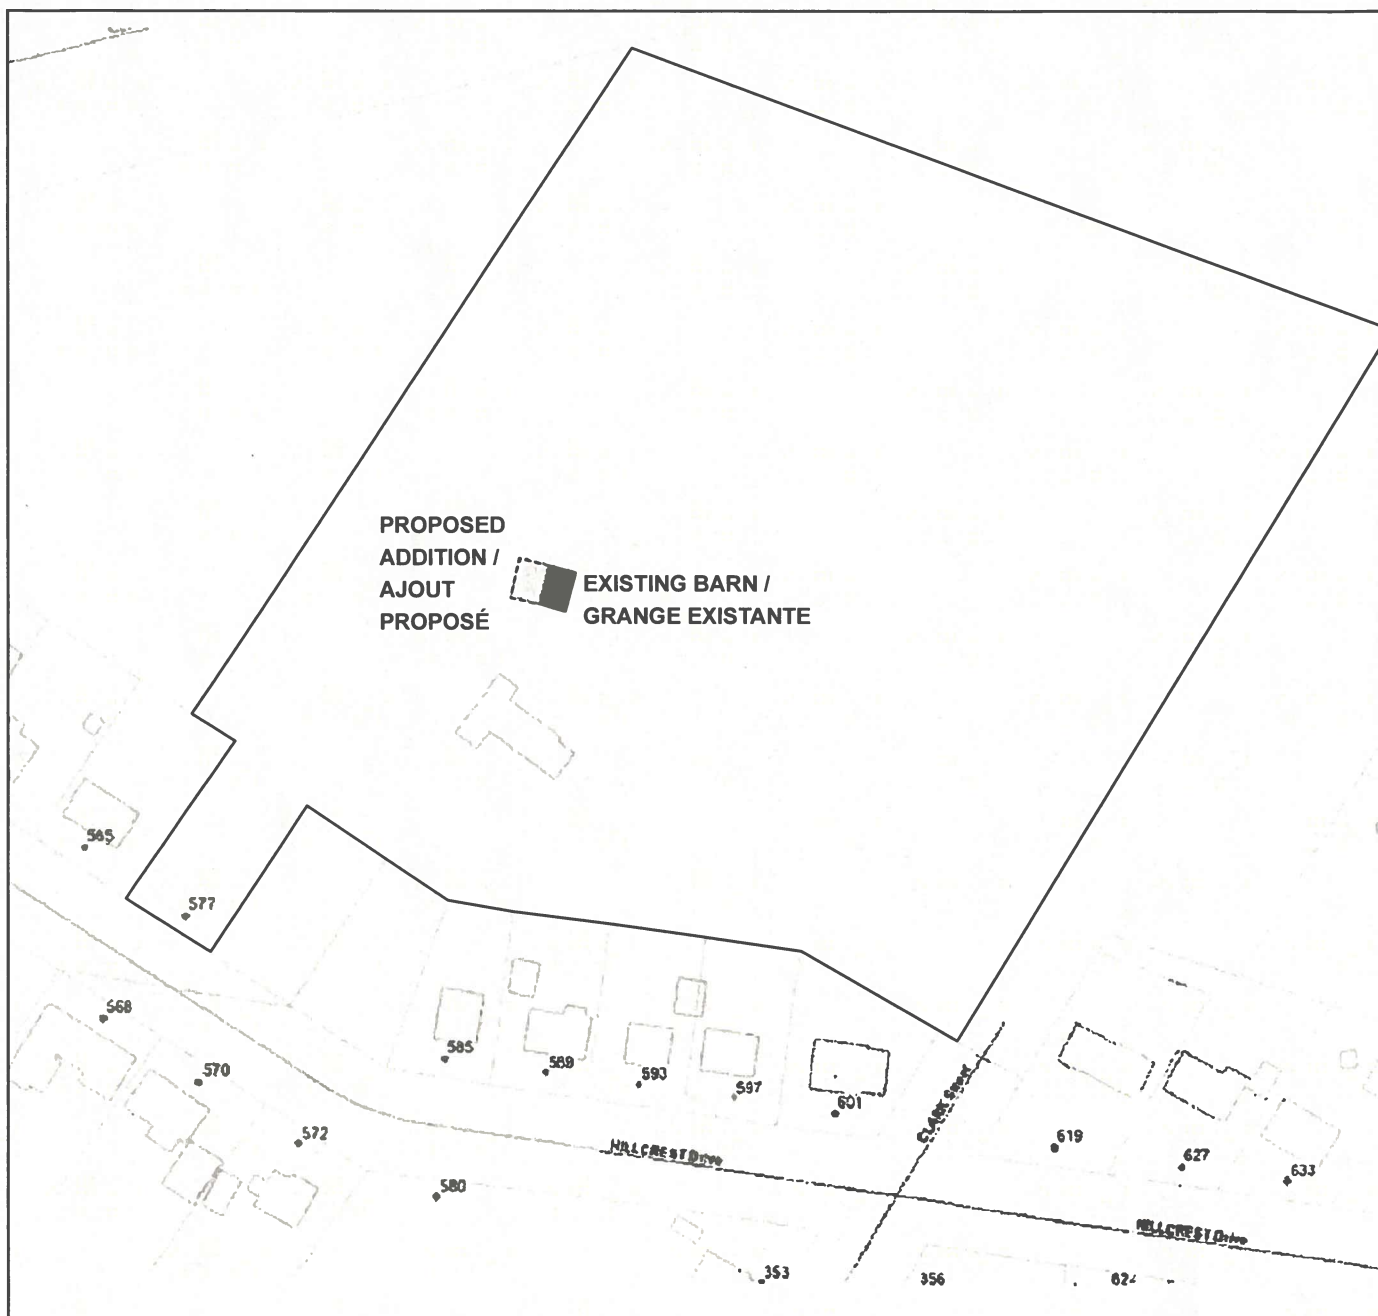 PROPOSED
ADDITION /
AJOUT
PROPOSÉ
EXISTING BARN /
GRANGE EXISTANTE
565
577
568
570
572
580
585
589
593
597
601
CLARK Street
619
627
633
HILLCREST Drive
HILLCREST Drive
353
356
624